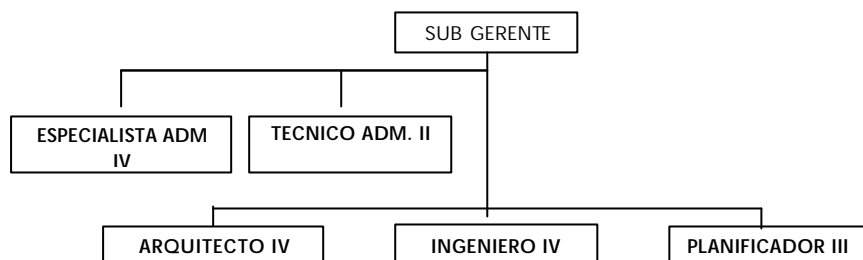 SUB GERENTE
ESPECIALISTA ADM
IV
TECNICO ADM. II
ARQUITECTO IV
INGENIERO IV
PLANIFICADOR III